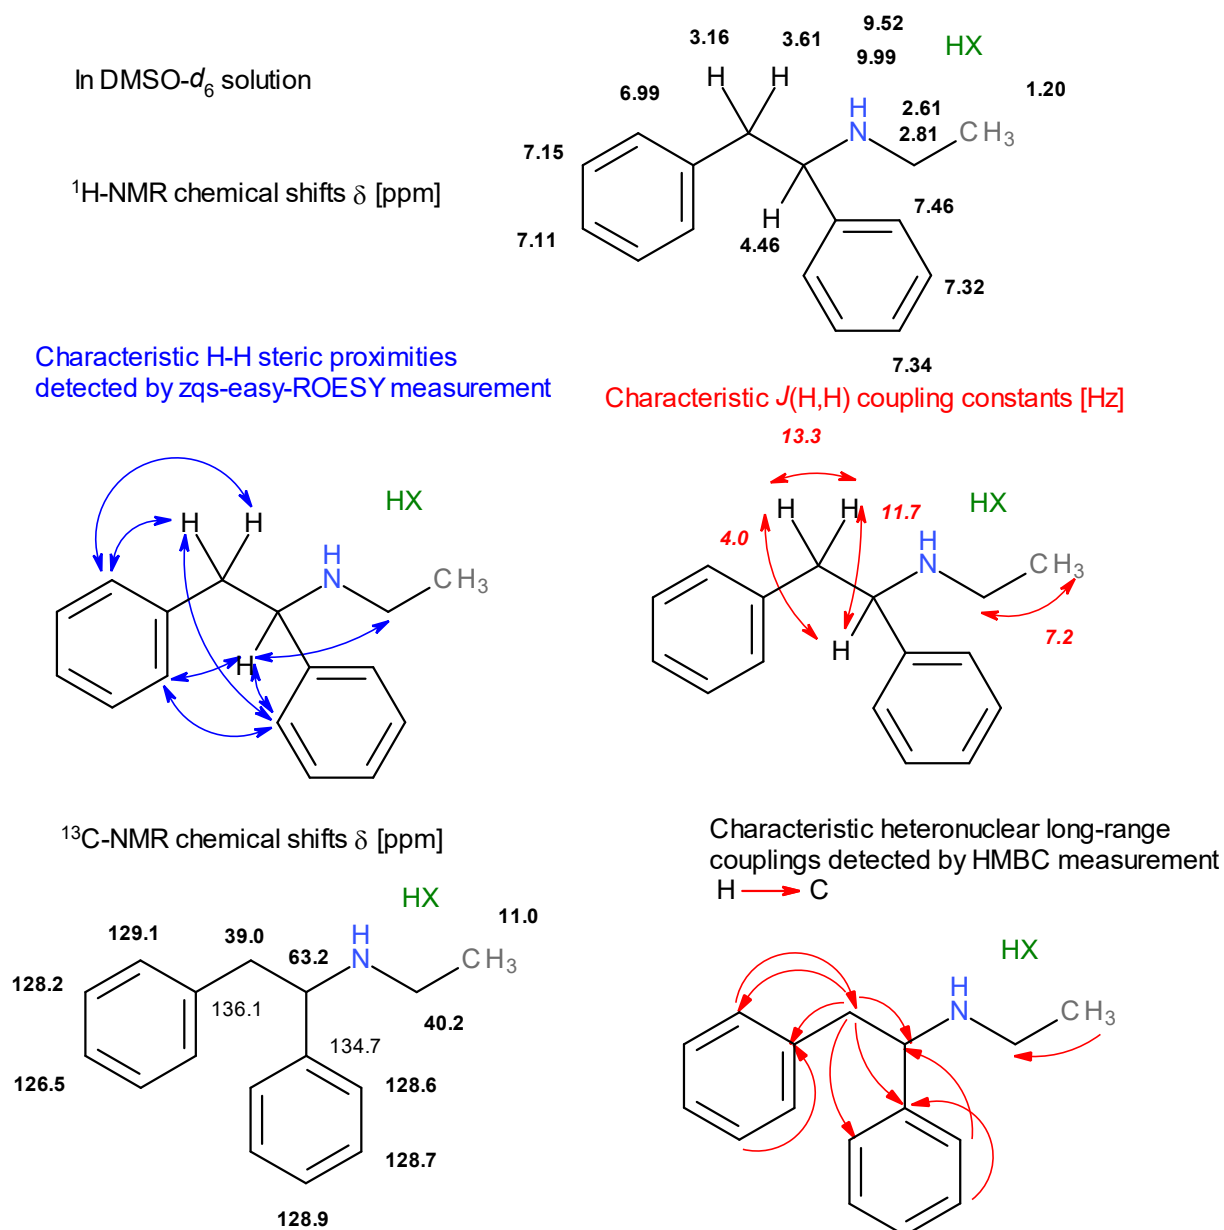 In DMSO-d6 solution
9.52
3.16 3.61 HX
9.99
6.99 1.20
H H
H 2.61
N 2.81 CH3
7.15
1H-NMR chemical shifts δ [ppm]
7.46
H
7.11 4.46
7.32
7.34
Characteristic H-H steric proximities
detected by zqs-easy-ROESY measurement
HX
H H
H
N CH3
H
Characteristic J(H,H) coupling constants [Hz]
13.3
HX
H H 11.7
4.0
H
N CH3
H 7.2
13C-NMR chemical shifts δ [ppm]
HX
11.0
129.1 39.0 H
63.2 N CH3
128.2
136.1 40.2
134.7
126.5 128.6
128.7
128.9
Characteristic heteronuclear long-range
couplings detected by HMBC measurement
H C
HX
H
N CH3